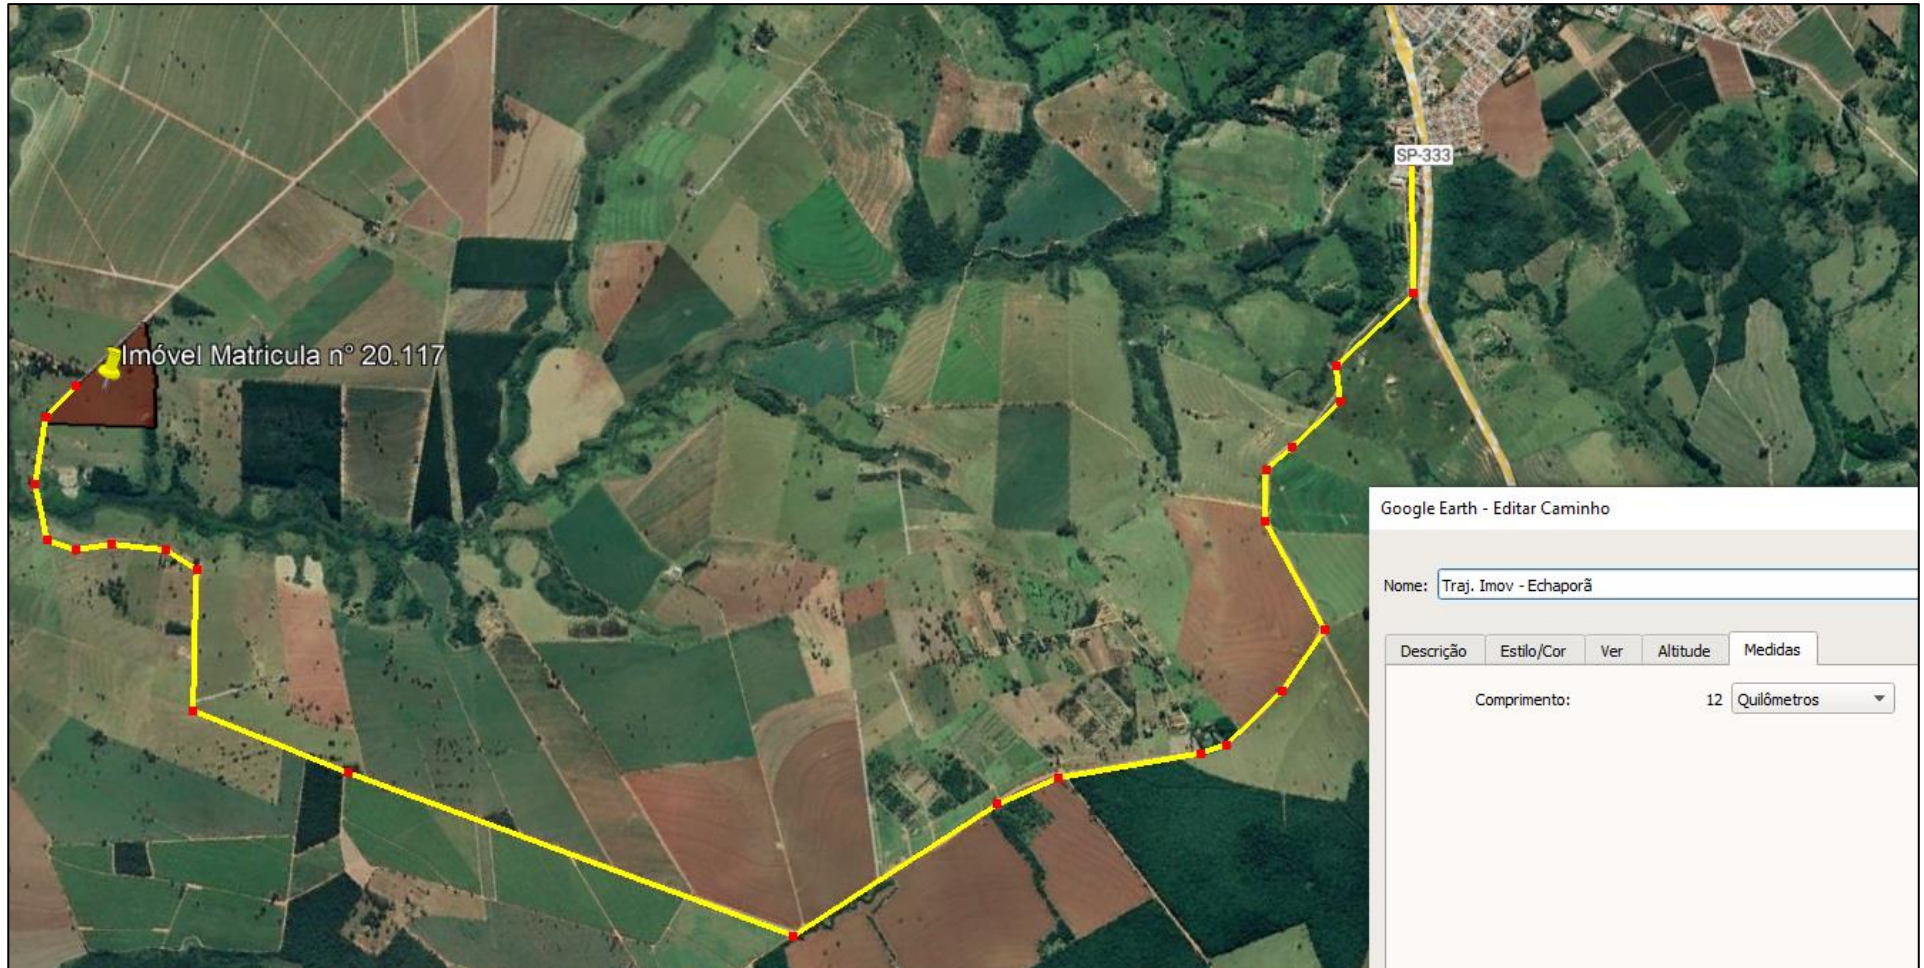 SP-333
Imóvel Matricula n° 20.117
Google Earth - Editar Caminho
Nome: Traj. Imov - Echaporã
Descrição Estilo/Cor Ver Altitude Medidas
Comprimento: 12 Quilômetros